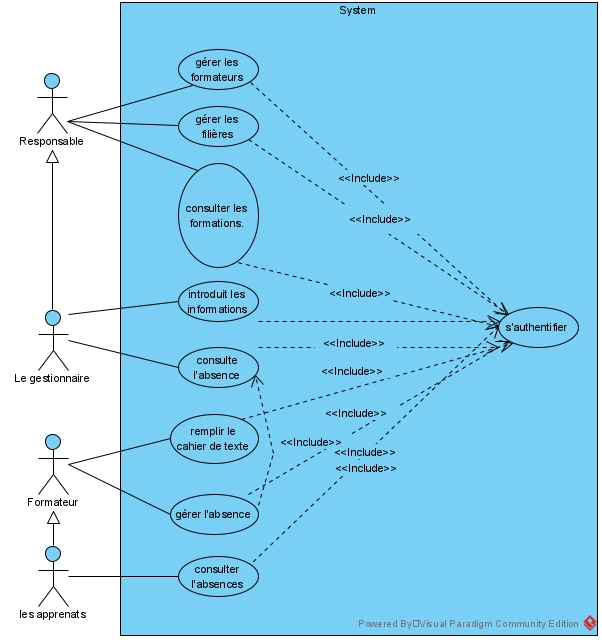 System
gérer les
formateurs
Responsable
gérer les
filières
<<Include>>
consulter les
formations.
<<Include>>
introduit les
informations
<<Include>>
s'authentifier
Le gestionnaire
consulte
l'absence
<<Include>>
<<Include>>
remplir le
cahier de texte
<<Include>>
<<Include>>
<<Include>>
<<Include>>
Formateur
gérer l'absence
consulter
l'absences
les apprenats
Powered By Visual Paradigm Community Edition